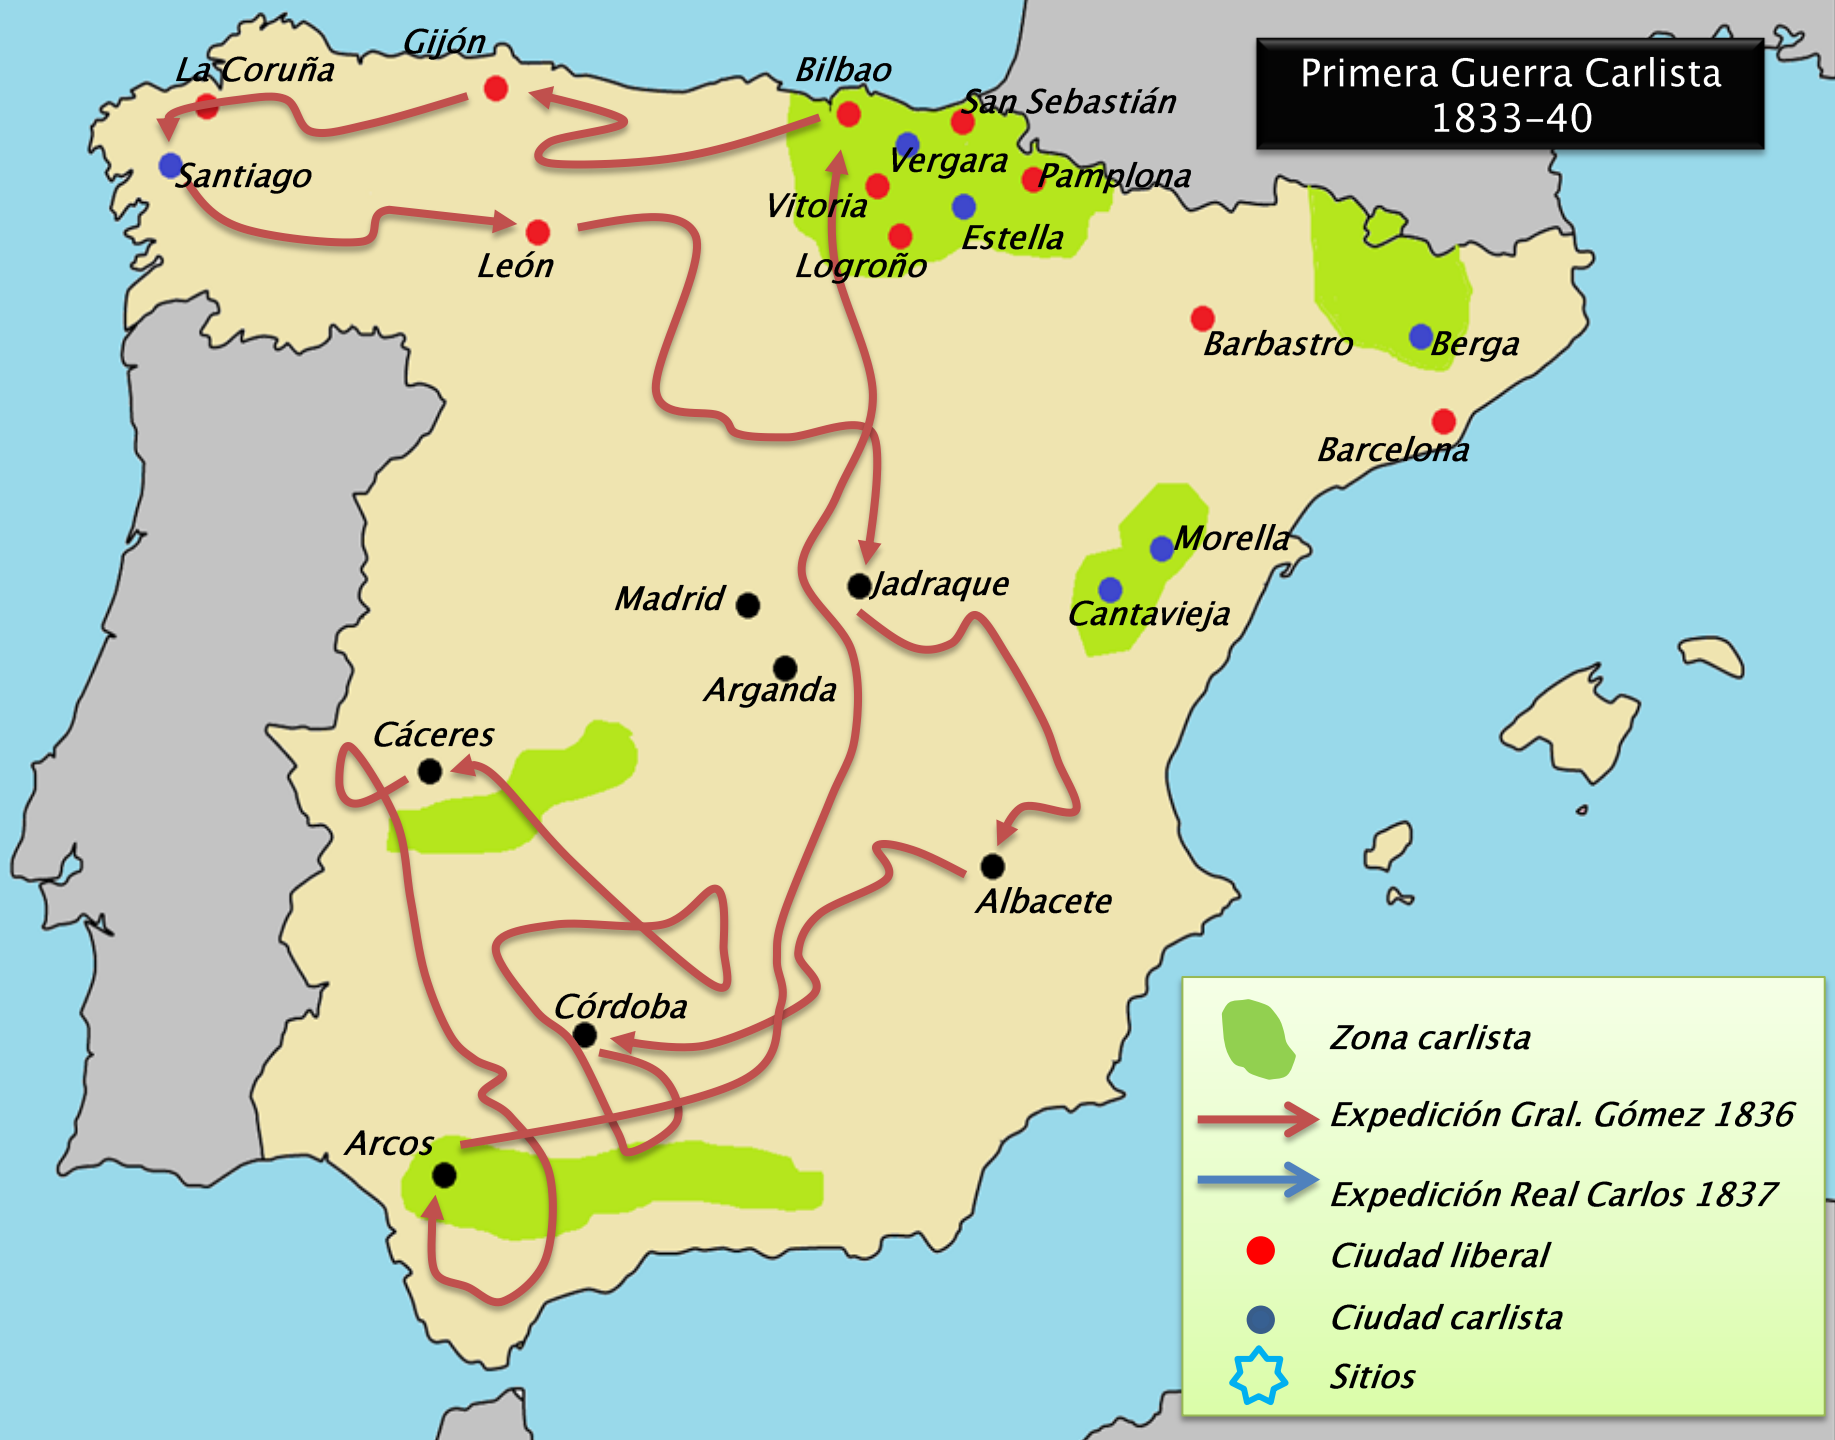 Primera Guerra Carlista
1833-40
Gijón
La Coruña
Bilbao
San Sebastián
Vergara
Santiago
Pamplona
Vitoria
Estella
León
Logroño
Barbastro
Berga
Barcelona
Morella
Jadraque
Madrid
Cantavieja
Arganda
Cáceres
Albacete
Córdoba
Arcos
Zona carlista
Expedición Gral. Gómez 1836
Expedición Real Carlos 1837
Ciudad liberal
Ciudad carlista
Sitios